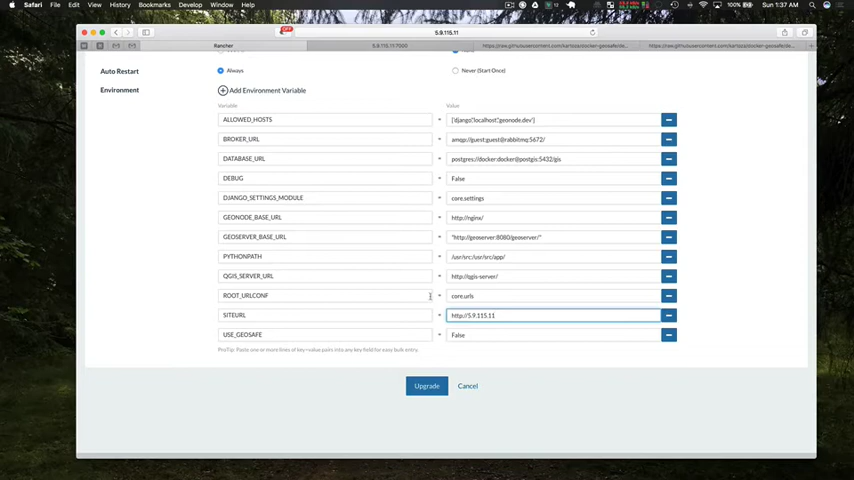 Safari File Edit View History Bookmarks Develop Window Help
100% Sun 1:37 AM
5.9.115.11
OFF
Rancher
5.9.115.11:7000
https://raw.githubusercontent.com/kartoza/docker-geosafe/de...
https://raw.githubusercontent.com/kartoza/docker-geosafe/dev...
Auto Restart
Always
Never (Start Once)
Environment
Add Environment Variable
Variable Value
ALLOWED_HOSTS = ['django','localhost','geonode.dev']
BROKER_URL = amqp://guest:guest@rabbitmq:5672/
DATABASE_URL = postgres://docker:docker@postgis:5432/gis
DEBUG = False
DJANGO_SETTINGS_MODULE = core.settings
GEONODE_BASE_URL = http://nginx/
GEOSERVER_BASE_URL = "http://geoserver:8080/geoserver/"
PYTHONPATH = /usr/src:/usr/src/app/
QGIS_SERVER_URL = http://qgis-server/
ROOT_URLCONF = core.urls
SITEURL = http://5.9.115.11
USE_GEOSAFE = False
ProTip: Paste one or more lines of key=value pairs into any key field for easy bulk entry.
Upgrade Cancel